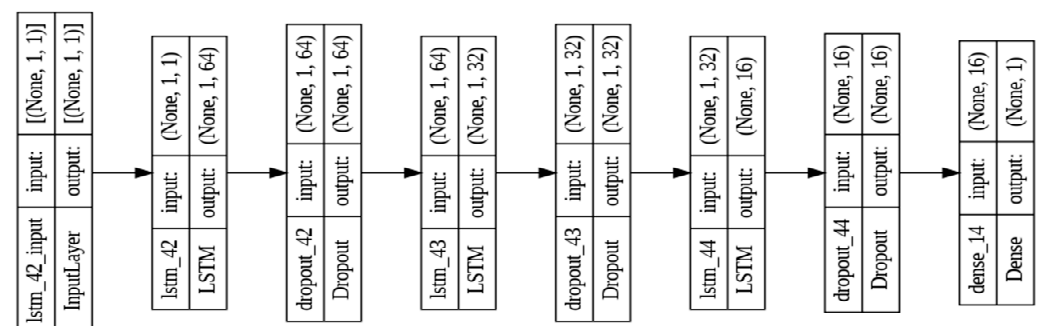 lstm_42_input input: [(None, 1, 1)]
InputLayer output: [(None, 1, 1)]
lstm_42 input: (None, 1, 1)
LSTM output: (None, 1, 64)
dropout_42 input: (None, 1, 64)
Dropout output: (None, 1, 64)
lstm_43 input: (None, 1, 64)
LSTM output: (None, 1, 32)
dropout_43 input: (None, 1, 32)
Dropout output: (None, 1, 32)
lstm_44 input: (None, 1, 32)
LSTM output: (None, 16)
dropout_44 input: (None, 16)
Dropout output: (None, 16)
dense_14 input: (None, 16)
Dense output: (None, 1)